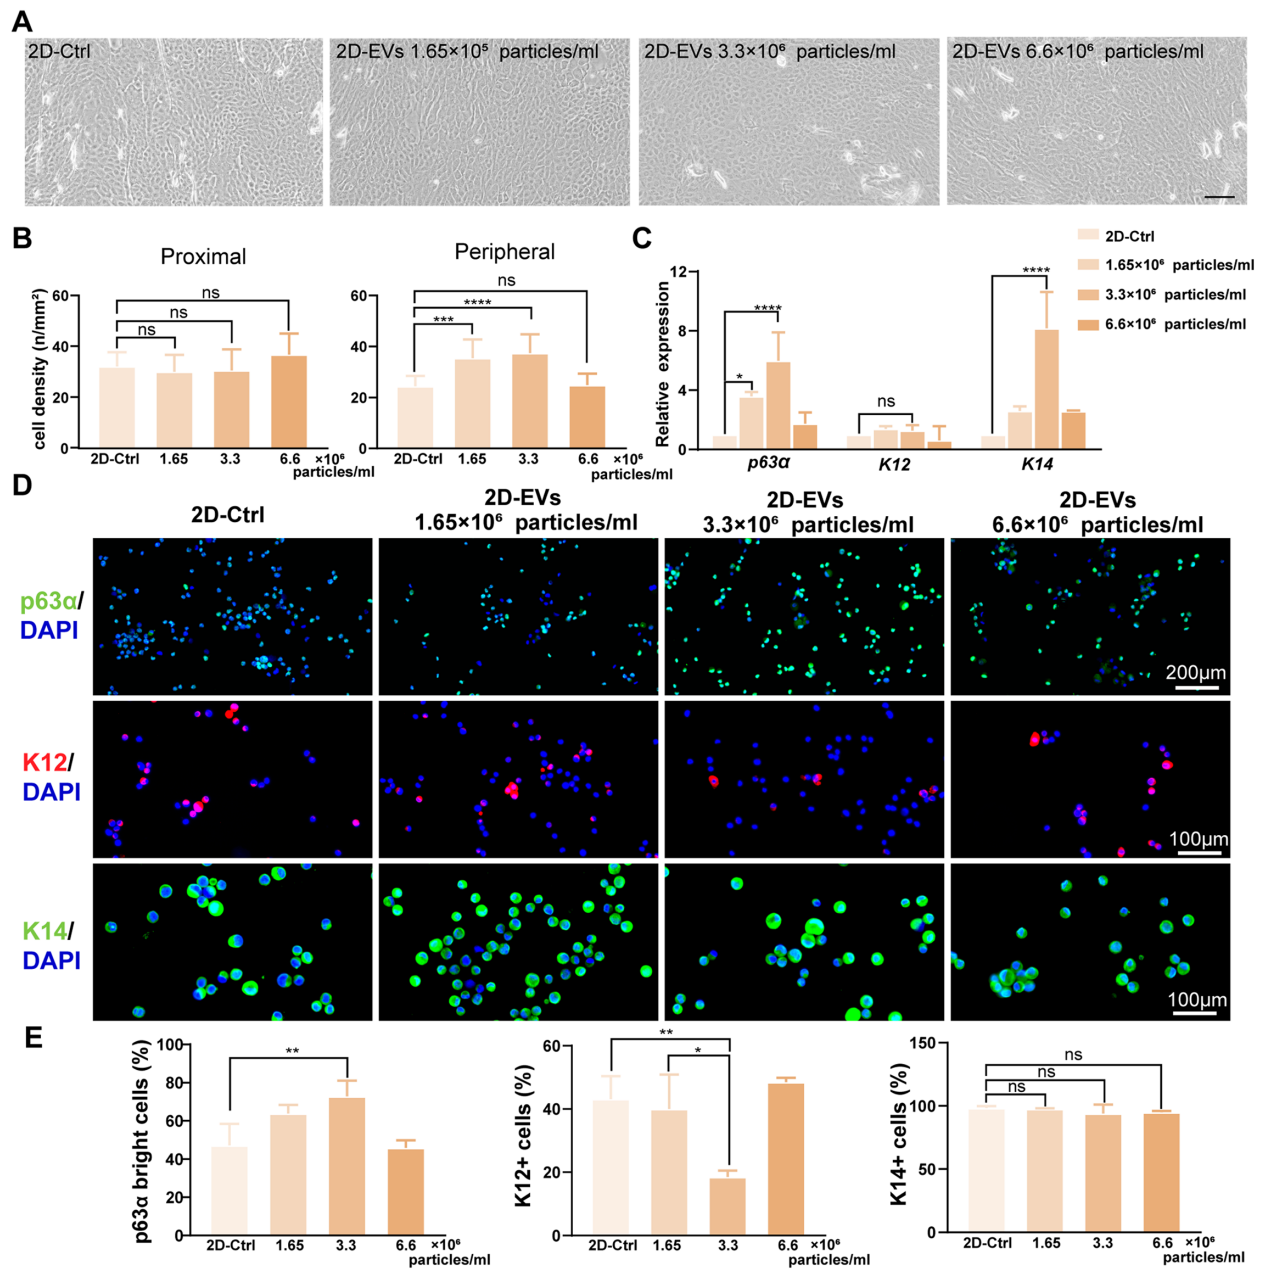 A
2D-Ctrl
2D-EVs 1.65×10⁵ particles/ml
2D-EVs 3.3×10⁶ particles/ml
2D-EVs 6.6×10⁶ particles/ml
B
Proximal
cell density (n/mm²)
60
40
20
0
ns
ns
ns
2D-Ctrl 1.65 3.3 6.6 ×10⁶
particles/ml
Peripheral
60
40
20
0
ns
****
***
2D-Ctrl 1.65 3.3 6.6 ×10⁶
particles/ml
C
Relative expression
12
8
4
0
****
*
ns
****
p63α K12 K14
2D-Ctrl
1.65×10⁶ particles/ml
3.3×10⁶ particles/ml
6.6×10⁶ particles/ml
D
2D-Ctrl
2D-EVs
1.65×10⁶ particles/ml
2D-EVs
3.3×10⁶ particles/ml
2D-EVs
6.6×10⁶ particles/ml
p63α/
DAPI
200μm
K12/
DAPI
100μm
K14/
DAPI
100μm
E
p63α bright cells (%)
100
80
60
40
20
0
**
2D-Ctrl 1.65 3.3 6.6 ×10⁶
particles/ml
K12+ cells (%)
60
40
20
0
**
*
2D-Ctrl 1.65 3.3 6.6 ×10⁶
particles/ml
K14+ cells (%)
150
100
50
0
ns
ns
ns
2D-Ctrl 1.65 3.3 6.6 ×10⁶
particles/ml